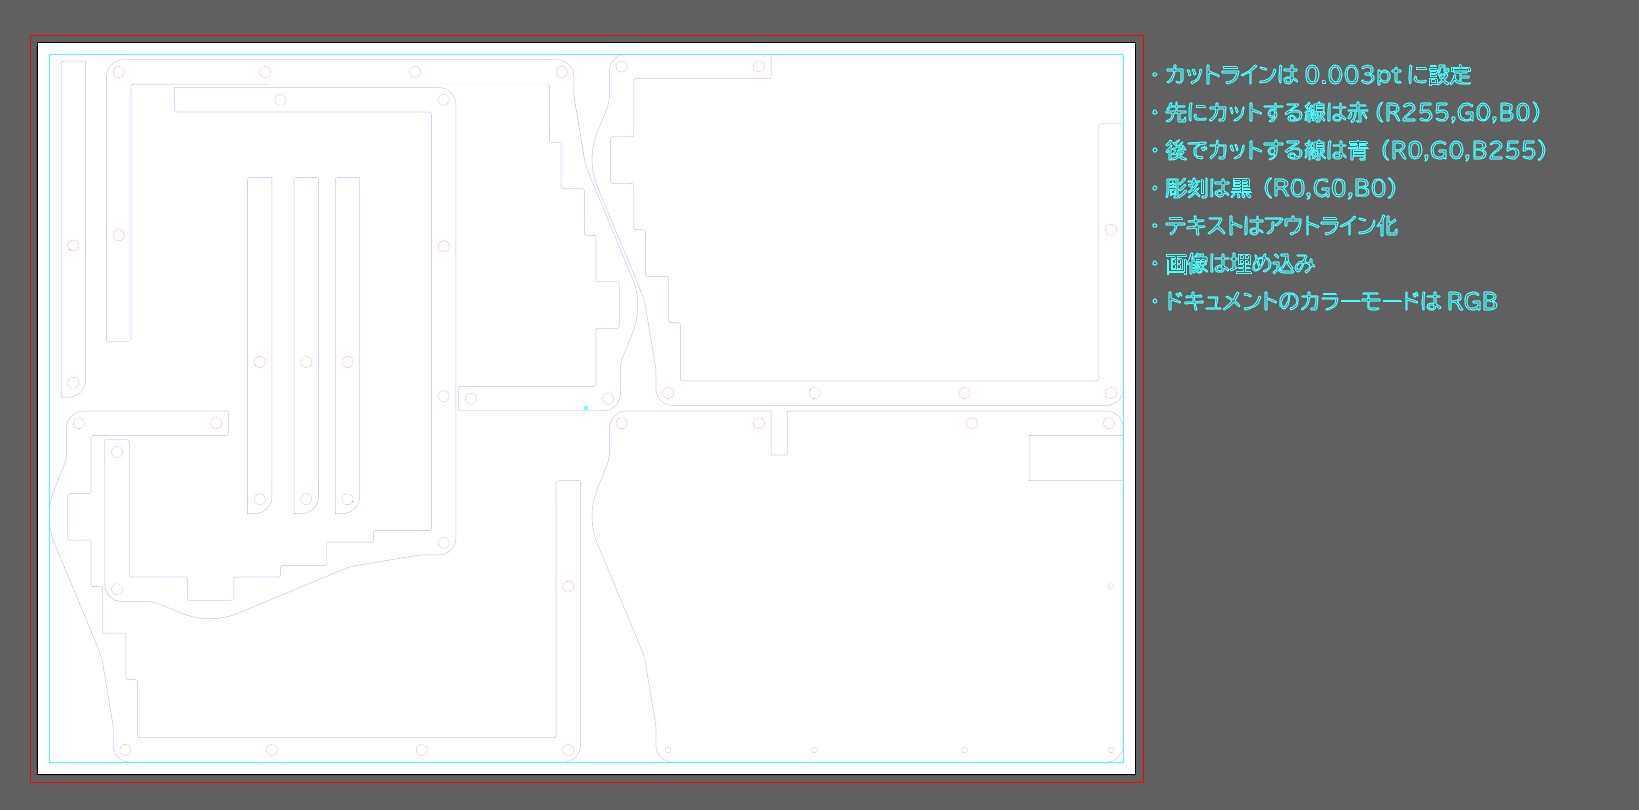 ・カットラインは 0.003pt に設定
・先にカットする線は赤 (R255,G0,B0)
・後でカットする線は青 (R0,G0,B255)
・彫刻は黒 (R0,G0,B0)
・テキストはアウトライン化
・画像は埋め込み
・ドキュメントのカラーモードは RGB